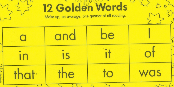 12 Golden Words
a and be I
in is it of
that the to was